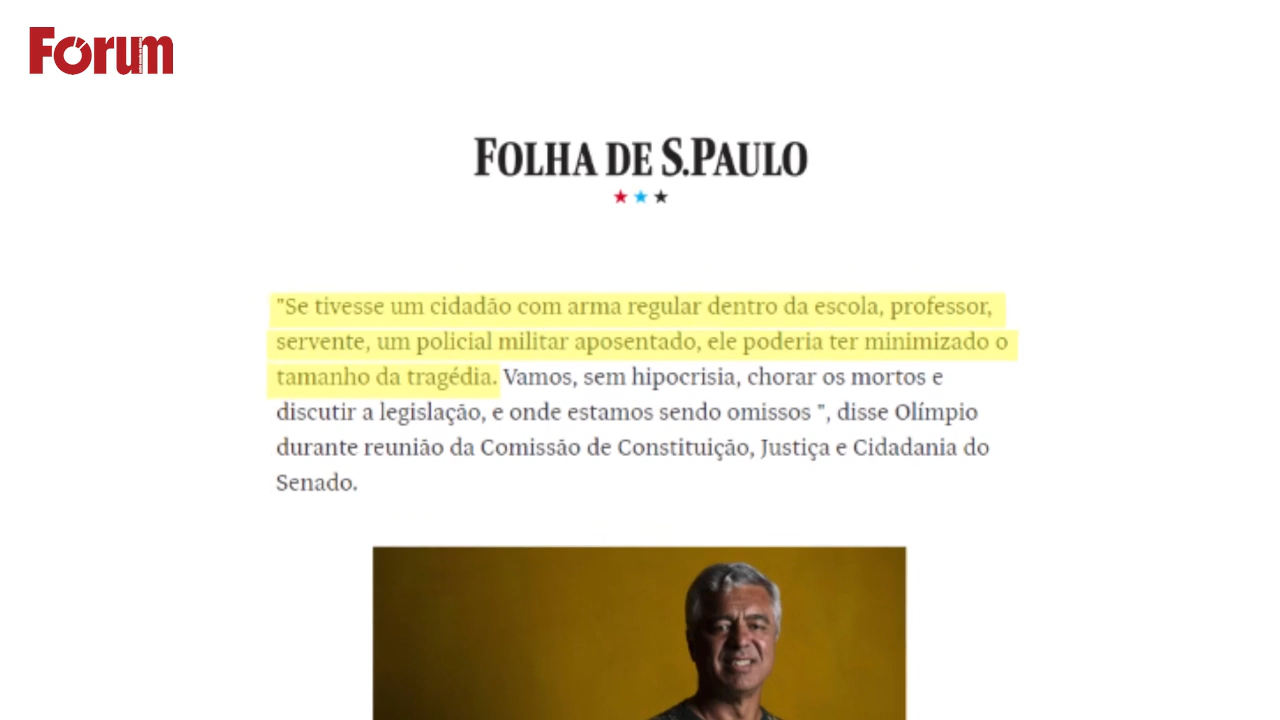 Fórum
FOLHA DE S.PAULO
"Se tivesse um cidadão com arma regular dentro da escola, professor,
servente, um policial militar aposentado, ele poderia ter minimizado o
tamanho da tragédia. Vamos, sem hipocrisia, chorar os mortos e
discutir a legislação, e onde estamos sendo omissos ", disse Olímpio
durante reunião da Comissão de Constituição, Justiça e Cidadania do
Senado.